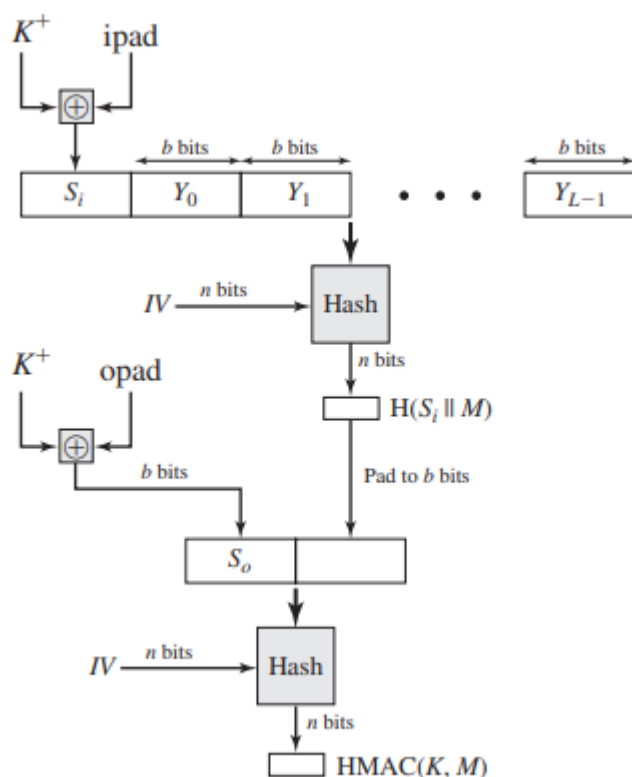 K⁺ ipad
⊕
b bits b bits b bits
Sᵢ Y₀ Y₁ • • • Y_{L−1}
IV n bits Hash
n bits
K⁺ opad
H(Sᵢ || M)
⊕
b bits
Pad to b bits
Sₒ
IV n bits Hash
n bits
HMAC(K, M)